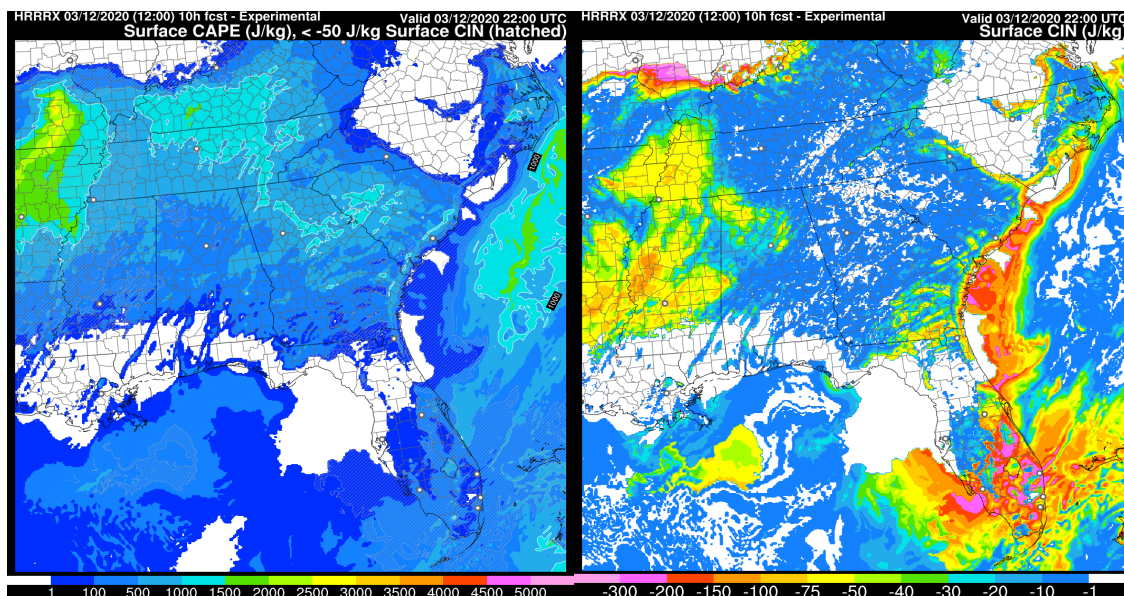 HRRRX 03/12/2020 (12:00) 10h fcst - Experimental
Valid 03/12/2020 22:00 UTC
Surface CAPE (J/kg), < -50 J/kg Surface CIN (hatched)
1000
1000
1 100 500 1000 1500 2000 2500 3000 3500 4000 4500 5000
HRRRX 03/12/2020 (12:00) 10h fcst - Experimental
Valid 03/12/2020 22:00 UTC
Surface CIN (J/kg
-300 -200 -150 -100 -75 -50 -40 -30 -20 -10 -1